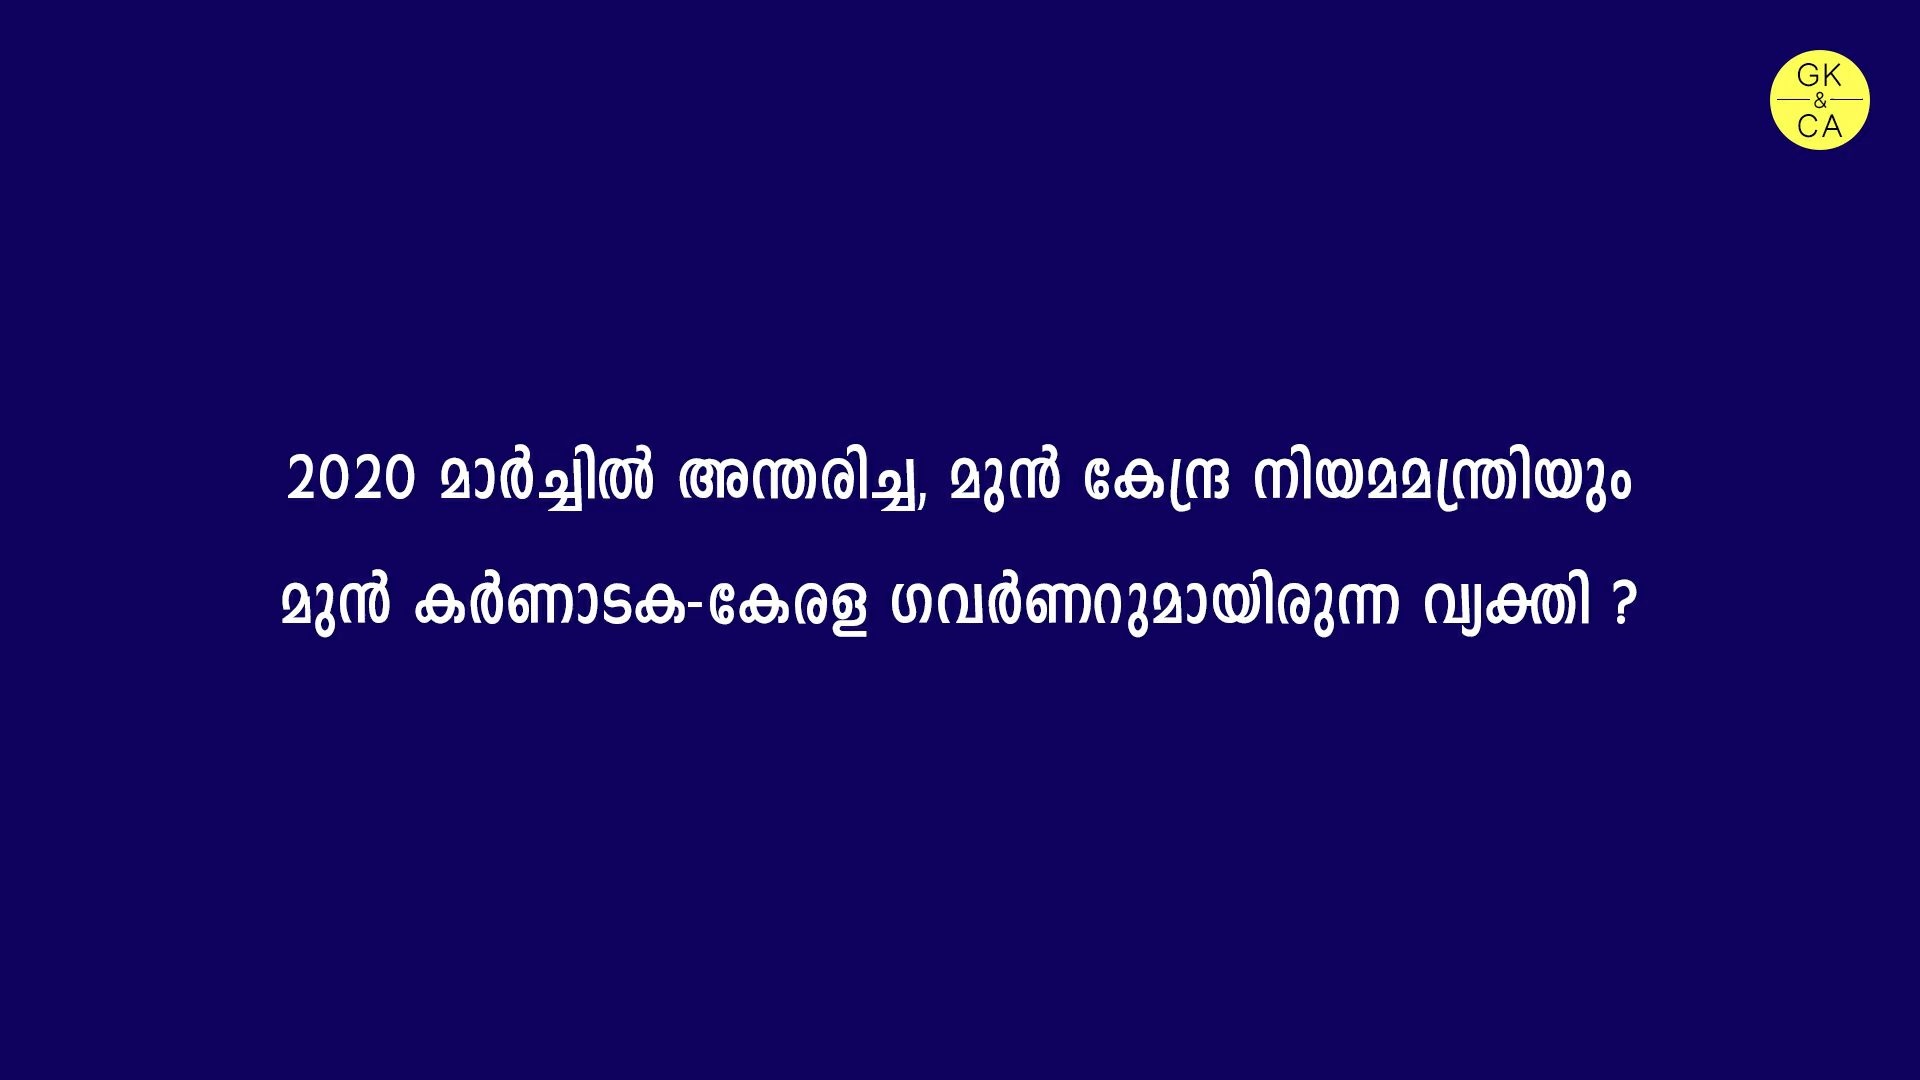 GK
&
CA
2020 മാർച്ചിൽ അന്തരിച്ച, മുൻ കേന്ദ്ര നിയമമന്ത്രിയും
മുൻ കർണാടക-കേരള ഗവർണറുമായിരുന്ന വ്യക്തി ?